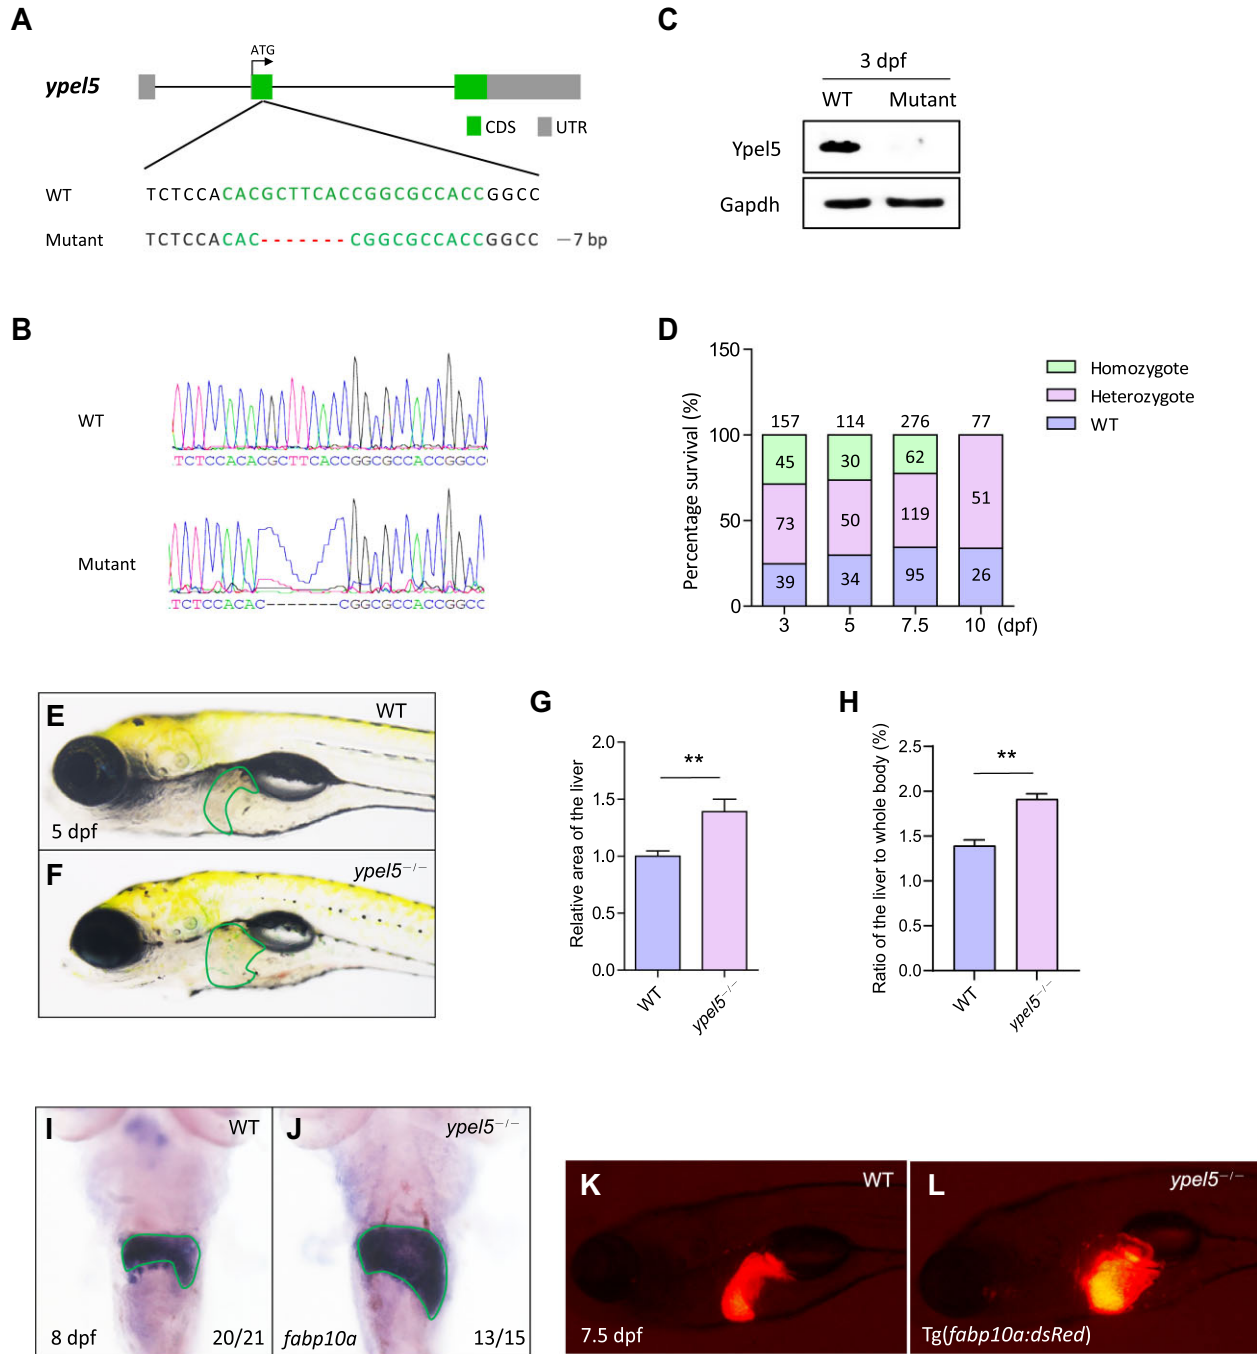 A
ATG
ypel5
CDS
UTR
WT
TCTCCACACGCTTCACCGGCGCCACCGGCC
Mutant
TCTCCACAC-------CGGCGCCACCGGCC
—7 bp
B
WT
TCTCCACACGCTTCACCGGCGCCACCGGCC
Mutant
TCTCCACAC-------CGGCGCCACCGGCC
C
3 dpf
WT Mutant
Ypel5
Gapdh
D
Percentage survival (%)
150
100
50
0
157 114 276 77
45 30 62
73 50 119 51
39 34 95 26
3 5 7.5 10 (dpf)
Homozygote
Heterozygote
WT
E
WT
5 dpf
F
ypel5−/−
G
Relative area of the liver
2.0
1.5
1.0
0.5
0.0
**
WT
ypel5−/−
H
Ratio of the liver to whole body (%)
2.5
2.0
1.5
1.0
0.5
0.0
**
WT
ypel5−/−
I
WT
8 dpf
20/21
J
ypel5−/−
fabp10a
13/15
K
WT
7.5 dpf
L
ypel5−/−
Tg(fabp10a:dsRed)